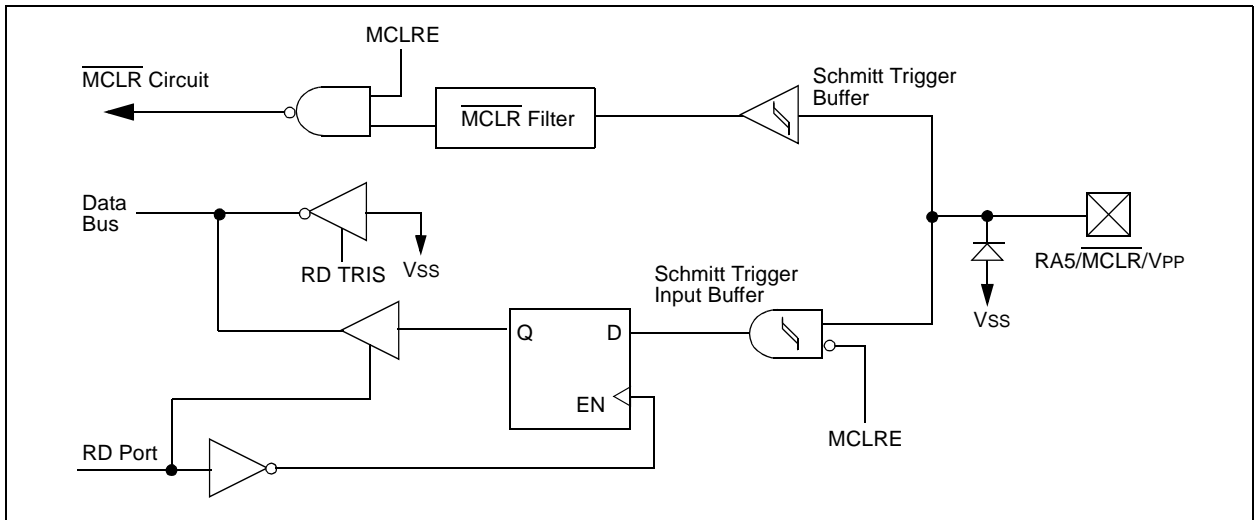 MCLRE
MCLR Circuit
Schmitt Trigger
Buffer
MCLR Filter
Data
Bus
RD TRIS
VSS
RA5/MCLR/VPP
Schmitt Trigger
Input Buffer
VSS
Q
D
EN
MCLRE
RD Port